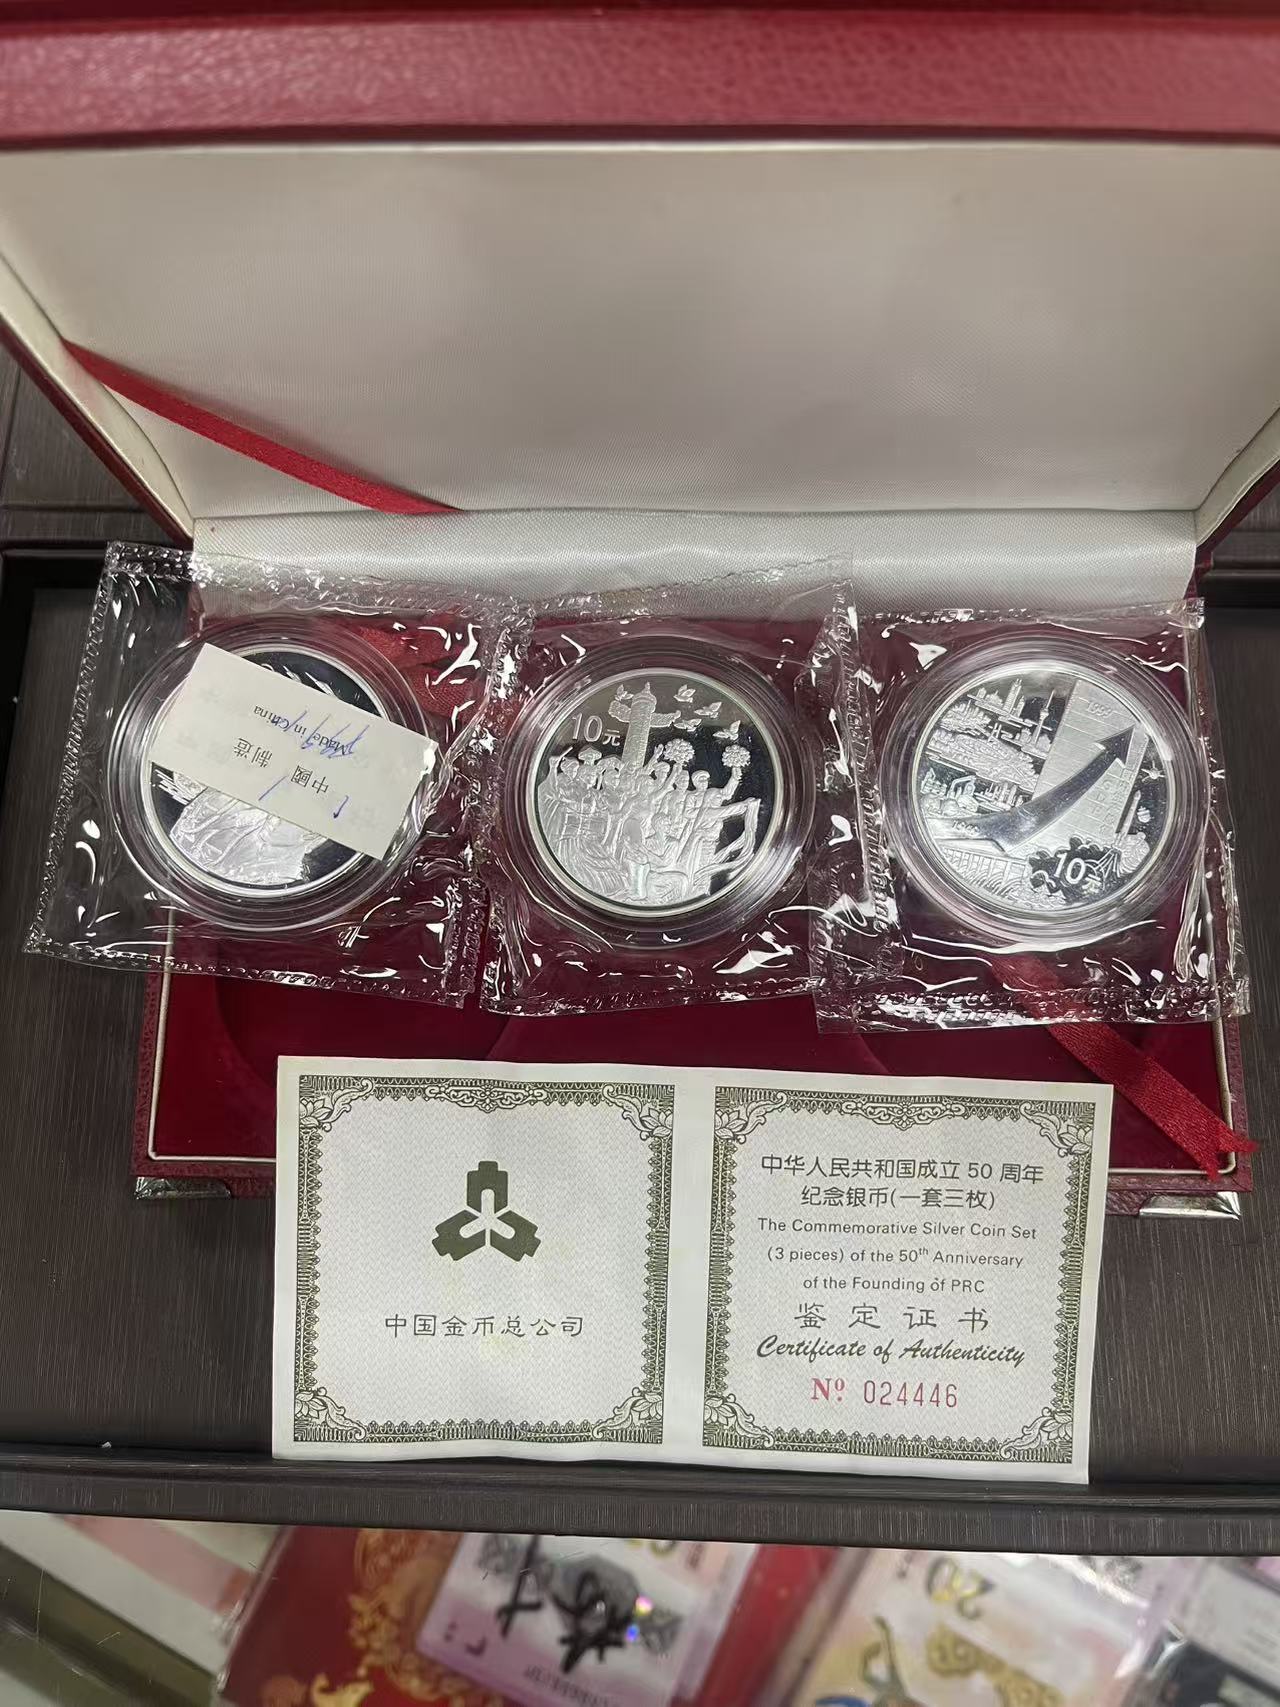 中國 制造
Made in China
10元
1999
10元
中国金币总公司
中华人民共和国成立 50 周年
纪念银币(一套三枚)
The Commemorative Silver Coin Set
(3 pieces) of the 50th Anniversary
of the Founding of PRC
鉴定证书
Certificate of Authenticity
Nº 024446